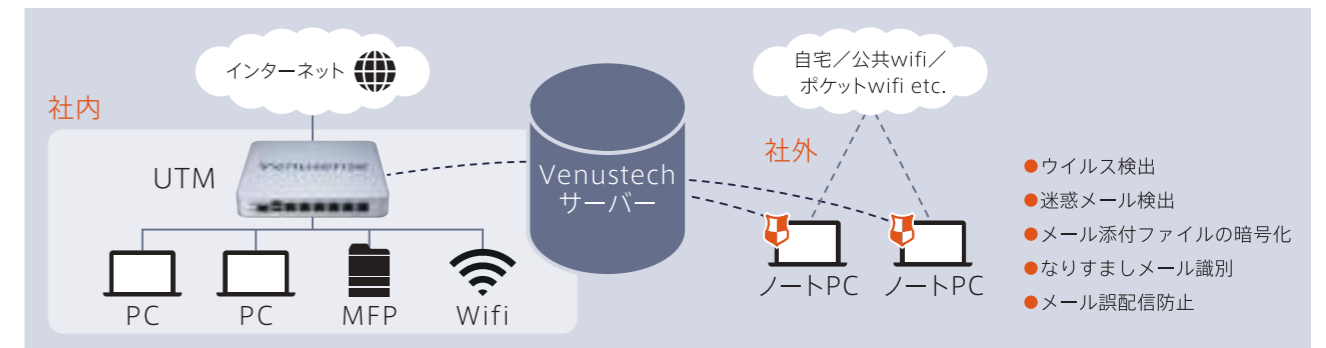 インターネット
自宅／公共wifi／
ポケットwifi etc.
社内
社外
UTM
Venustech
サーバー
PC
PC
MFP
Wifi
ノートPC
ノートPC
●ウイルス検出
●迷惑メール検出
●メール添付ファイルの暗号化
●なりすましメール識別
●メール誤配信防止